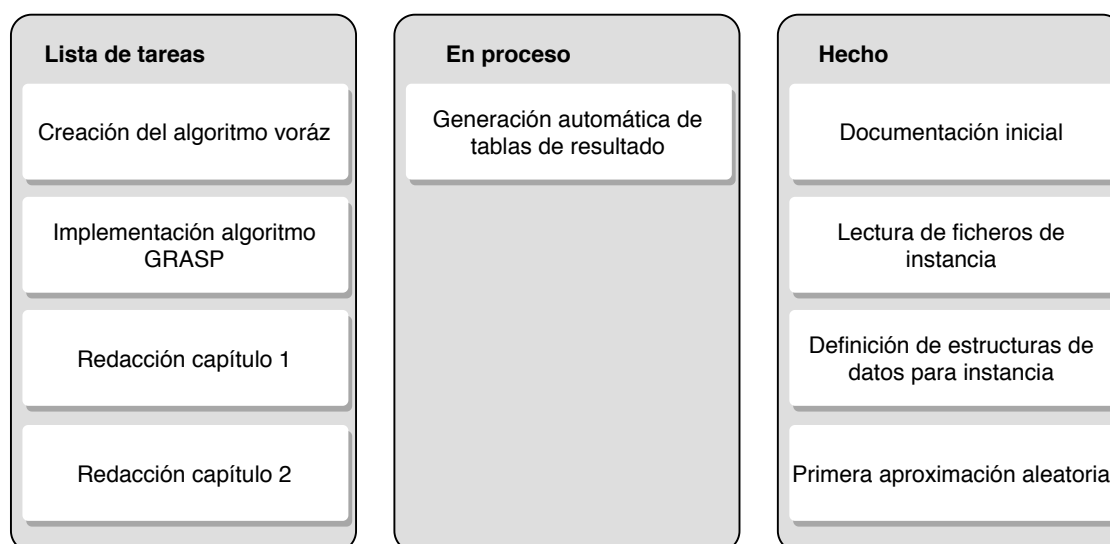 Lista de tareas
Creación del algoritmo voráz
Implementación algoritmo
GRASP
Redacción capítulo 1
Redacción capítulo 2
En proceso
Generación automática de
tablas de resultado
Hecho
Documentación inicial
Lectura de ficheros de
instancia
Definición de estructuras de
datos para instancia
Primera aproximación aleatoria